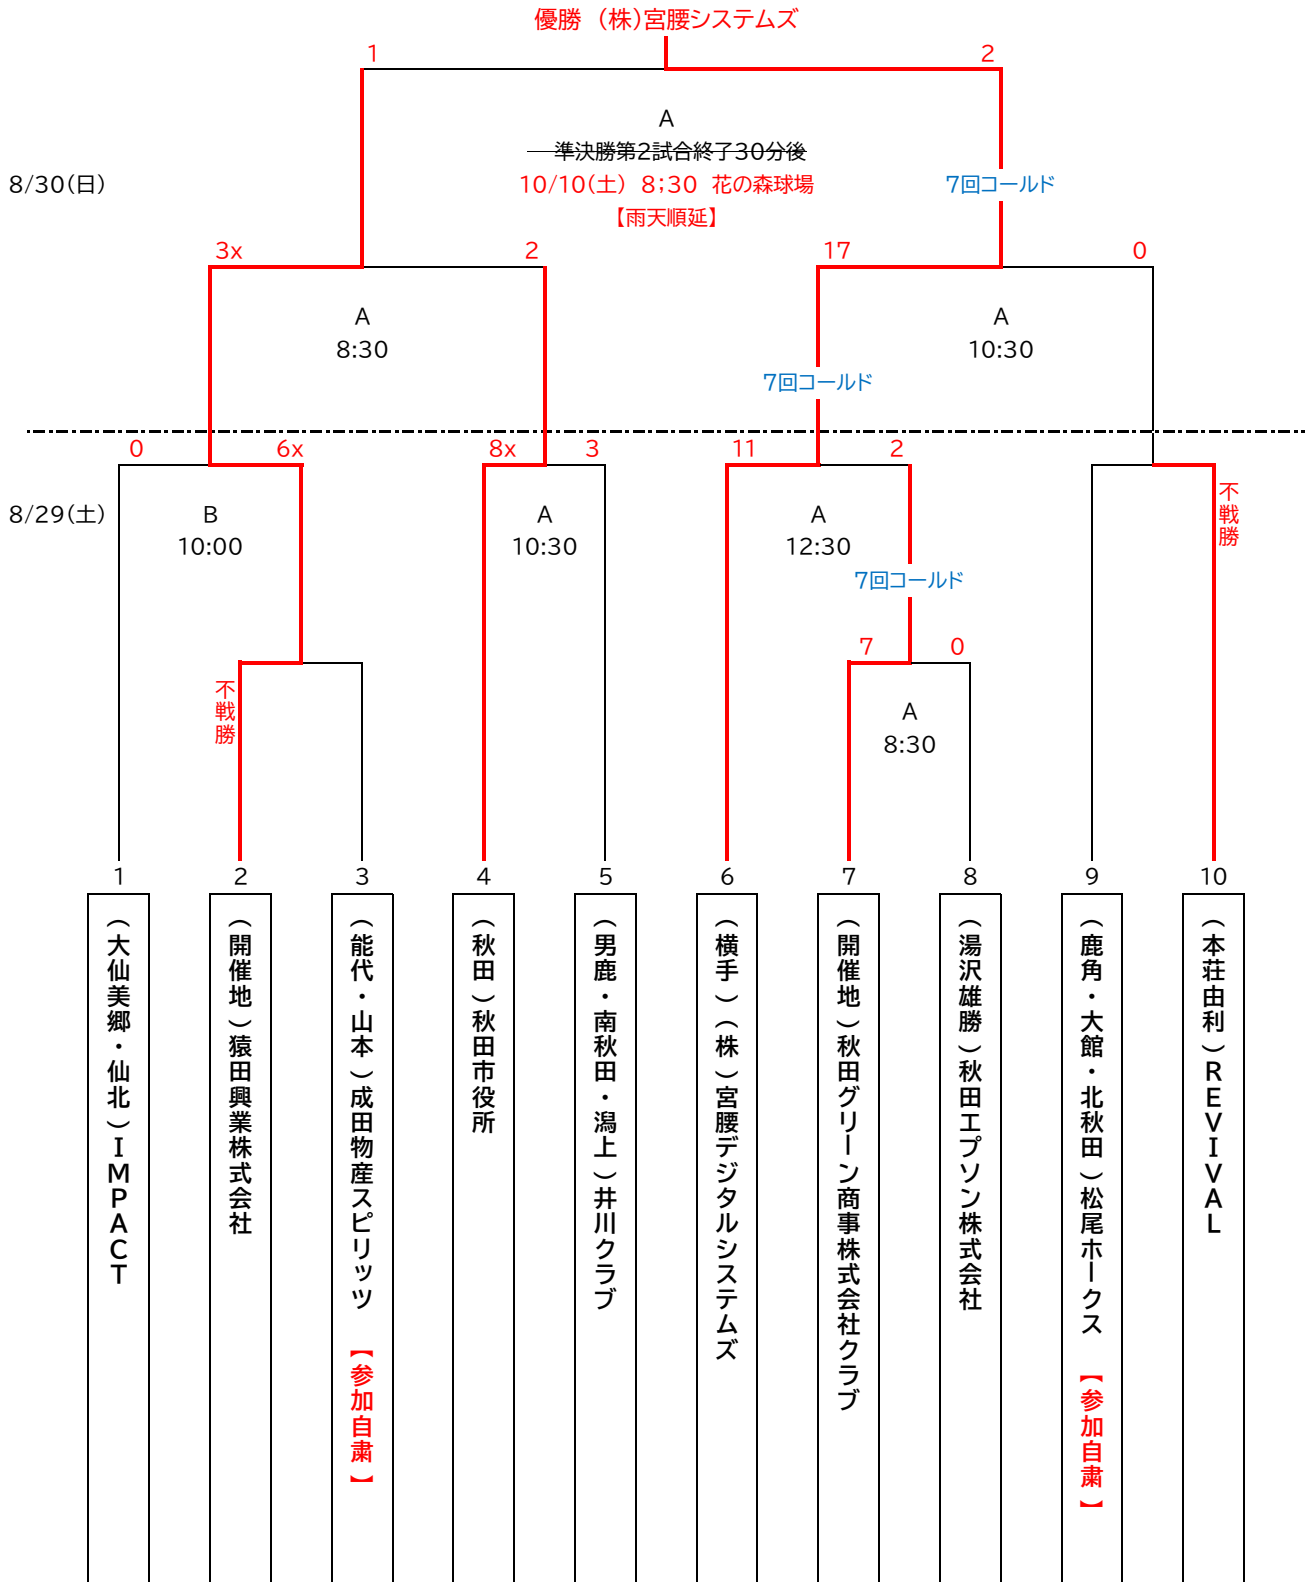 優勝　(株)宮腰システムズ
1
2
A
準決勝第2試合終了30分後
8/30(日)
10/10(土)　8;30　花の森球場
7回コールド
【雨天順延】
3x
2
17
0
A
8:30
A
10:30
7回コールド
0
6x
8x
3
11
2
不戦勝
8/29(土)
B
10:00
A
10:30
A
12:30
7回コールド
7
0
不戦勝
A
8:30
1
2
3
4
5
6
7
8
9
10
(大仙美郷・仙北)IMPACT
(開催地)猿田興業株式会社
(能代・山本)成田物産スピリッツ　【参加自粛】
(秋田)秋田市役所
(男鹿・南秋田・潟上)井川クラブ
(横手)(株)宮腰デジタルシステムズ
(開催地)秋田グリーン商事株式会社クラブ
(湯沢雄勝)秋田エプソン株式会社
(鹿角・大館・北秋田)松尾ホークス　【参加自粛】
(本荘由利)REVIVAL